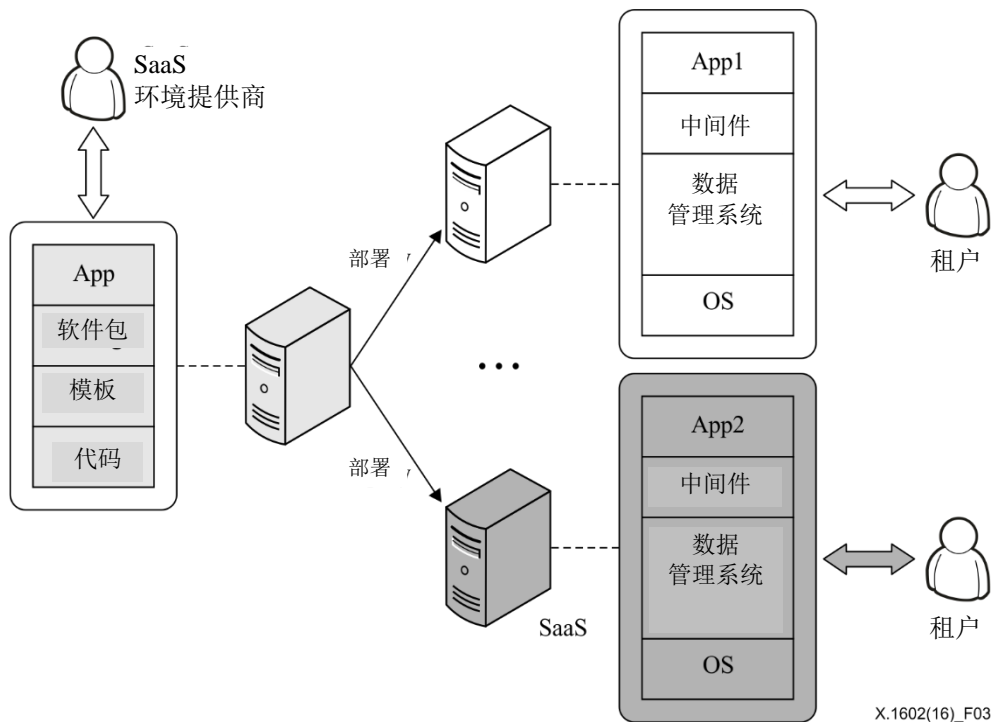 SaaS
环境提供商
App
软件包
模板
代码
部署
部署
...
SaaS
App1
中间件
数据
管理系统
OS
租户
App2
中间件
数据
管理系统
OS
租户
X.1602(16)_F03